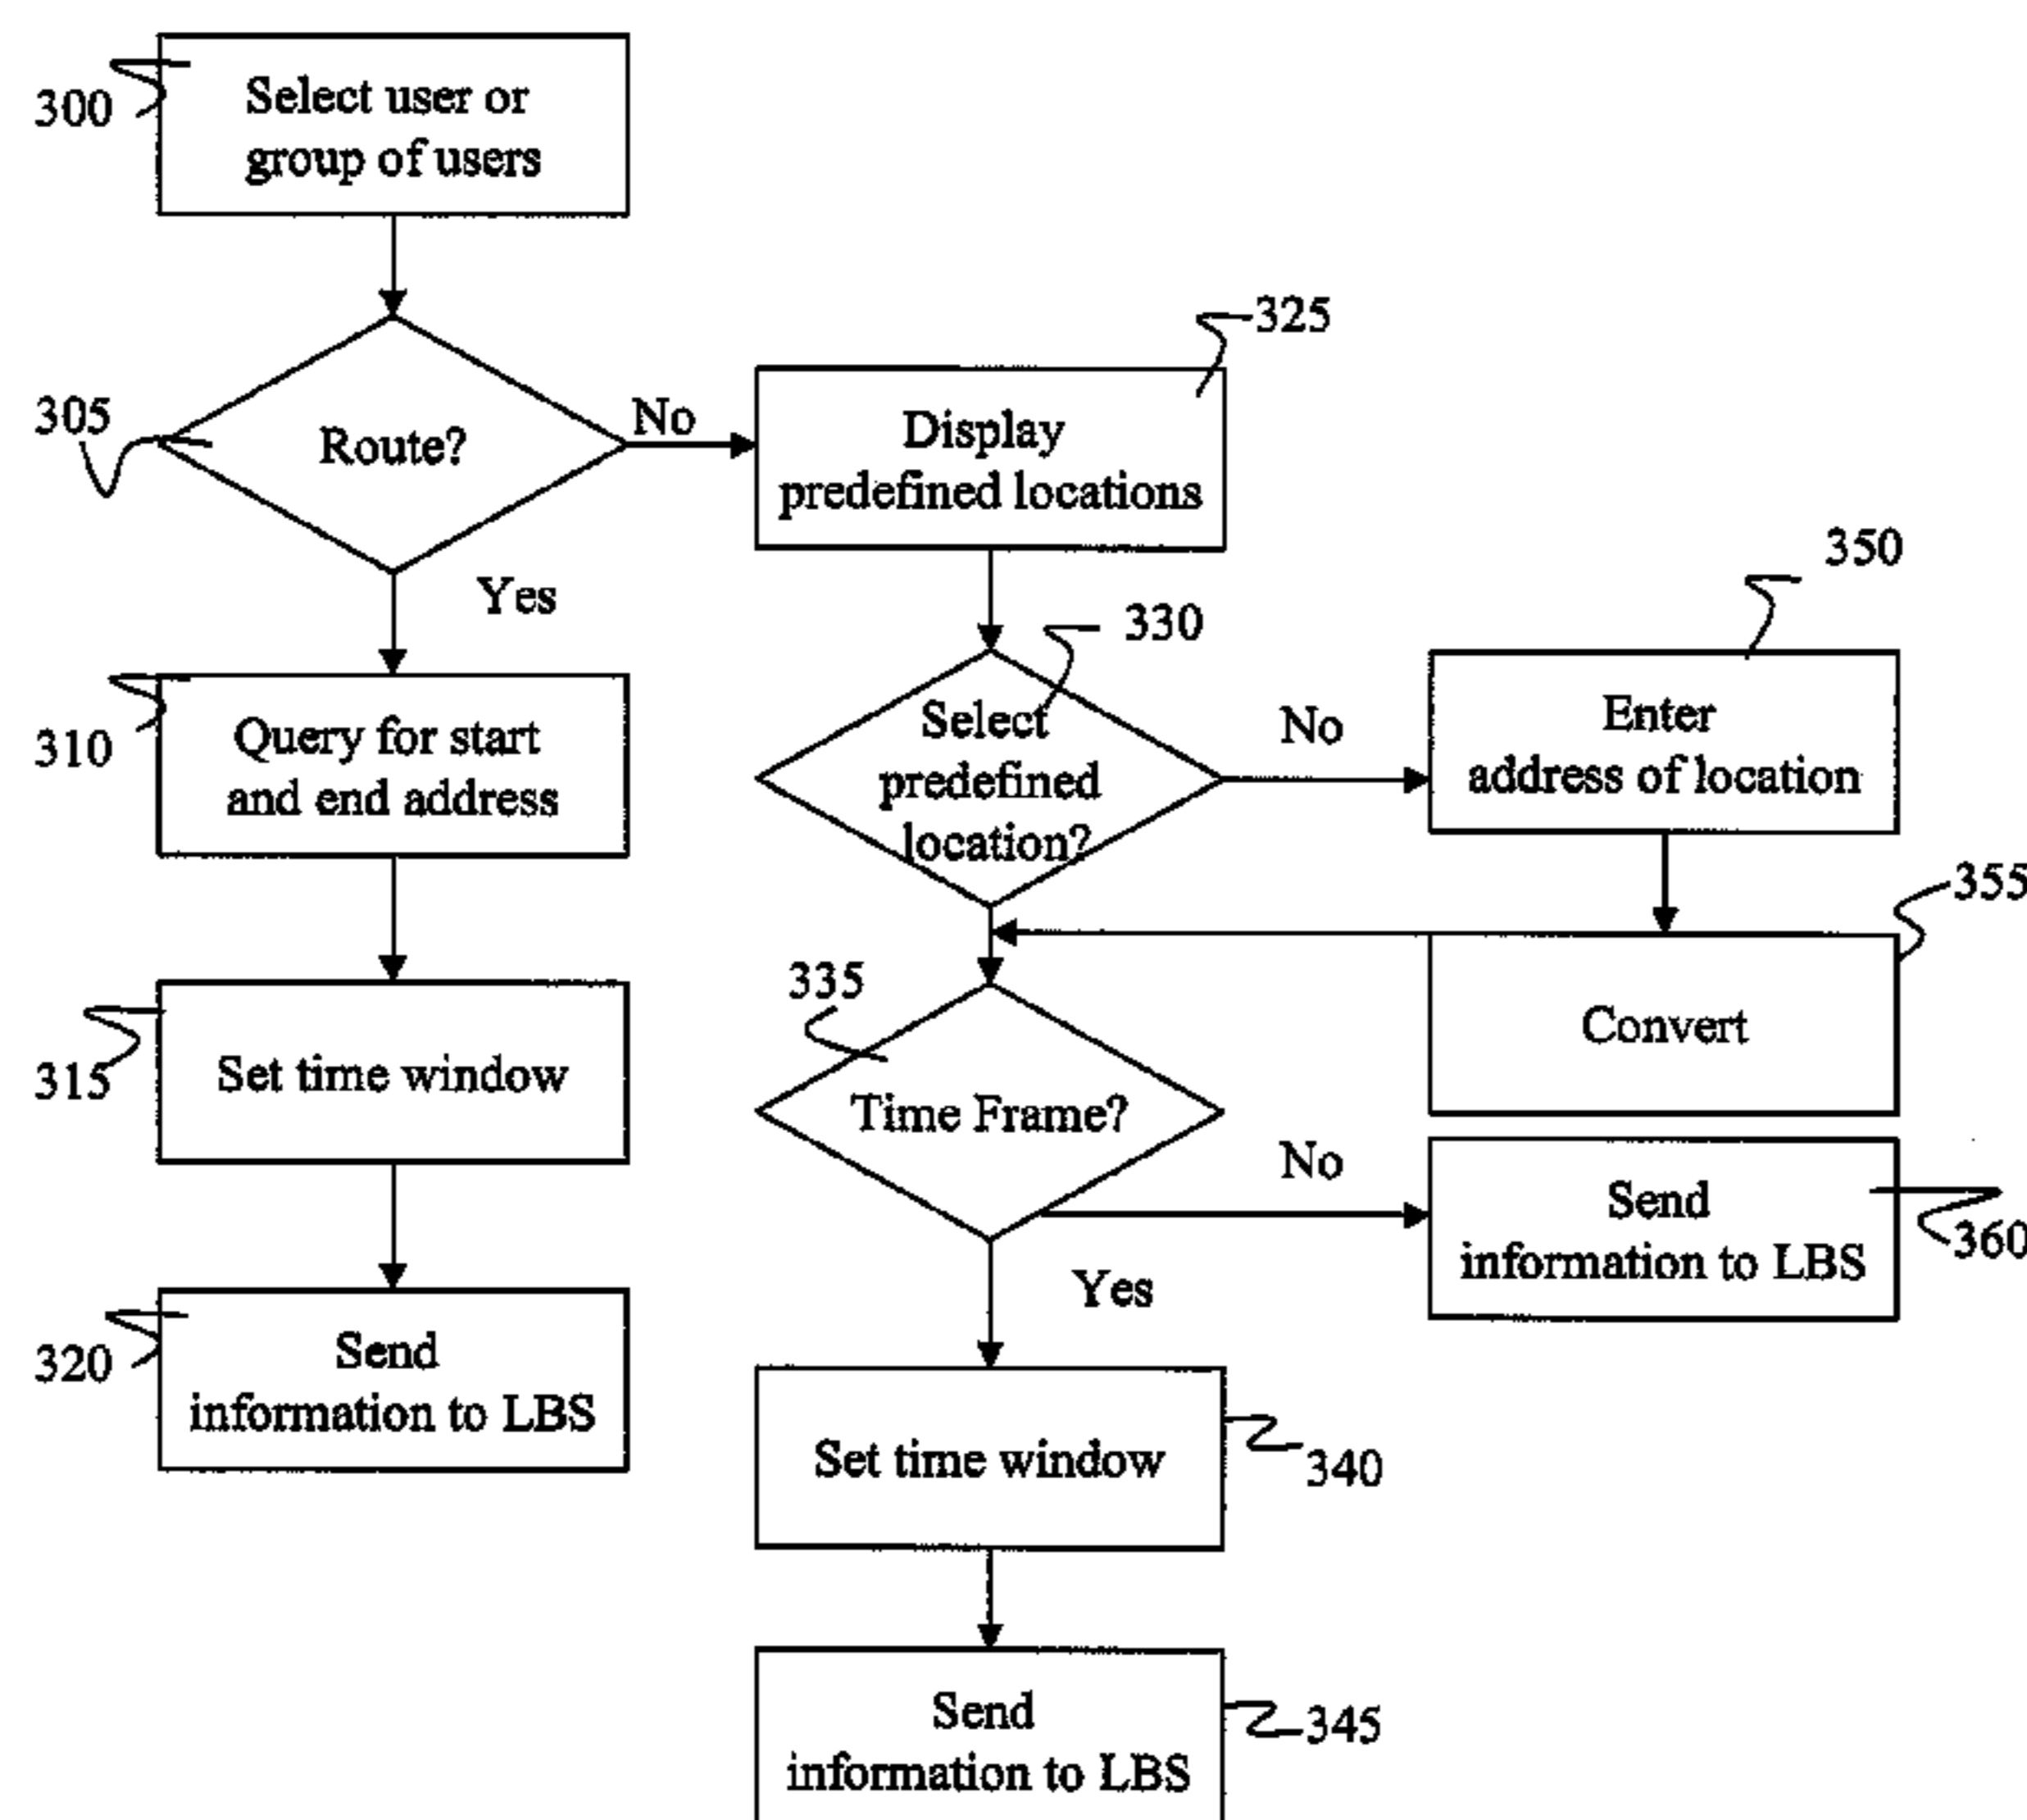 300
Select user or
group of users
305
Route?
No
Yes
310
Query for start
and end address
315
Set time window
320
Send
information to LBS
325
Display
predefined locations
330
Select
predefined
location?
No
350
Enter
address of location
355
Convert
335
Time Frame?
No
Yes
360
Send
information to LBS
340
Set time window
345
Send
information to LBS